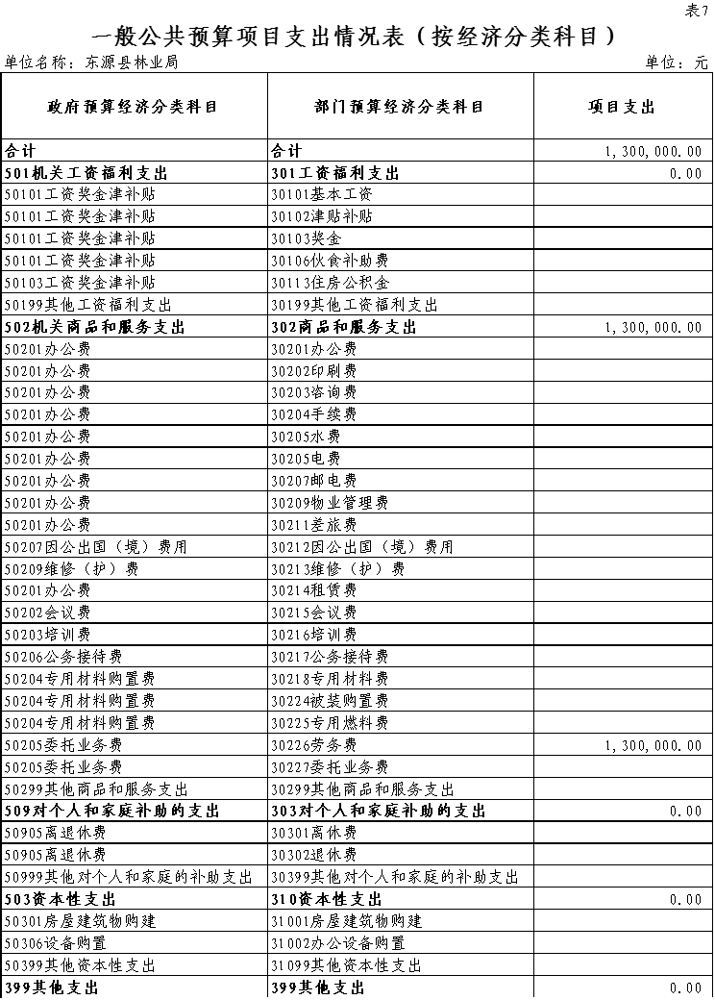 表7
一般公共预算项目支出情况表（按经济分类科目）
单位名称：东源县林业局 单位：元
政府预算经济分类科目 部门预算经济分类科目 项目支出
合计 合计 1,300,000.00
501机关工资福利支出 301工资福利支出 0.00
50101工资奖金津补贴 30101基本工资
50101工资奖金津补贴 30102津贴补贴
50101工资奖金津补贴 30103奖金
50101工资奖金津补贴 30106伙食补助费
50103工资奖金津补贴 30113住房公积金
50199其他工资福利支出 30199其他工资福利支出
502机关商品和服务支出 302商品和服务支出 1,300,000.00
50201办公费 30201办公费
50201办公费 30202印刷费
50201办公费 30203咨询费
50201办公费 30204手续费
50201办公费 30205水费
50201办公费 30205电费
50201办公费 30207邮电费
50201办公费 30209物业管理费
50201办公费 30211差旅费
50207因公出国（境）费用 30212因公出国（境）费用
50209维修（护）费 30213维修（护）费
50201办公费 30214租赁费
50202会议费 30215会议费
50203培训费 30216培训费
50206公务接待费 30217公务接待费
50204专用材料购置费 30218专用材料费
50204专用材料购置费 30224被装购置费
50204专用材料购置费 30225专用燃料费
50205委托业务费 30226劳务费 1,300,000.00
50205委托业务费 30227委托业务费
50299其他商品和服务支出 30299其他商品和服务支出
509对个人和家庭补助的支出 303对个人和家庭补助的支出 0.00
50905离退休费 30301离休费
50905离退休费 30302退休费
50999其他对个人和家庭的补助支出 30399其他对个人和家庭的补助支出
503资本性支出 310资本性支出 0.00
50301房屋建筑物购建 31001房屋建筑物购建
50306设备购置 31002办公设备购置
50399其他资本性支出 31099其他资本性支出
399其他支出 399其他支出 0.00